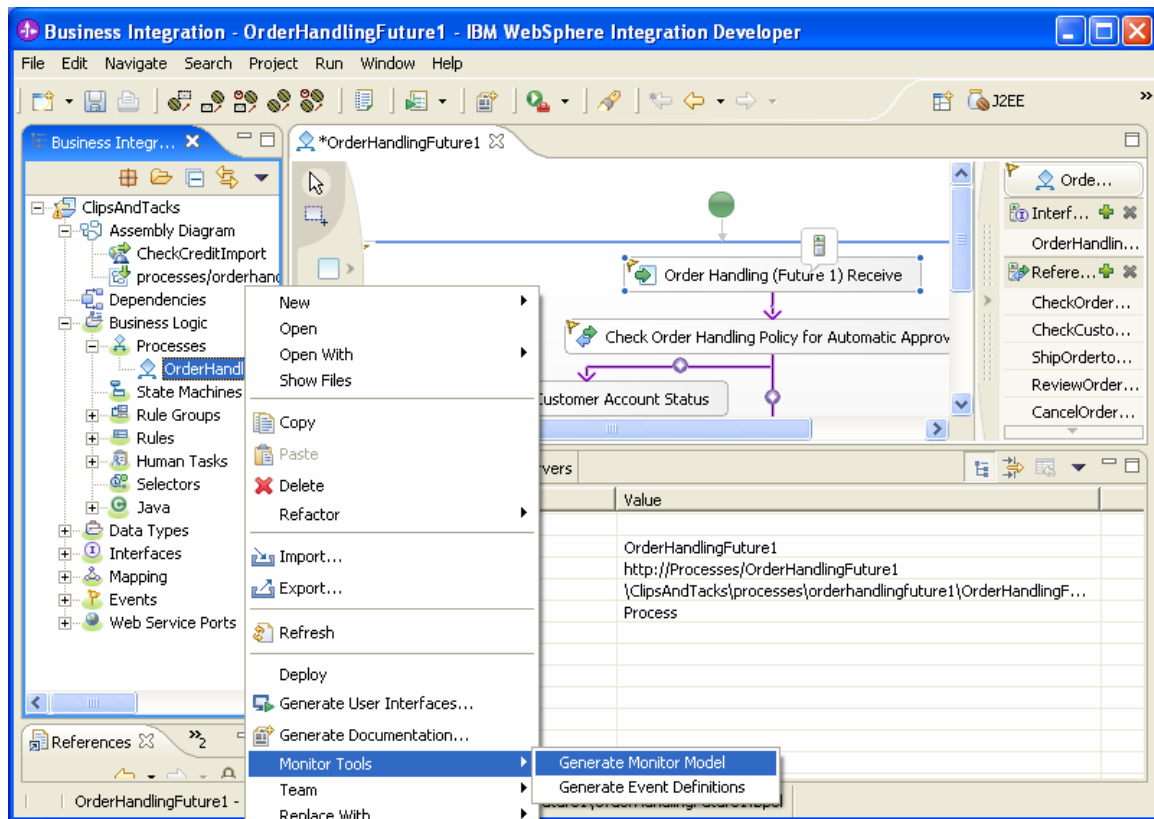 Business Integration - OrderHandlingFuture1 - IBM WebSphere Integration Developer
File Edit Navigate Search Project Run Window Help
J2EE
Business Integr...
*OrderHandlingFuture1
ClipsAndTacks
Assembly Diagram
CheckCreditImport
processes/orderhand
Dependencies
Business Logic
Processes
OrderHandl
State Machines
Rule Groups
Rules
Human Tasks
Selectors
Java
Data Types
Interfaces
Mapping
Events
Web Service Ports
References
2
OrderHandlingFuture1 -
New
Open
Open With
Show Files
Copy
Paste
Delete
Refactor
Import...
Export...
Refresh
Deploy
Generate User Interfaces...
Generate Documentation...
Monitor Tools
Team
Replace With
Generate Monitor Model
Generate Event Definitions
Order Handling (Future 1) Receive
Check Order Handling Policy for Automatic Approv
Customer Account Status
Orde...
Interf...
OrderHandlin...
Refere...
CheckOrder...
CheckCusto...
ShipOrderto...
ReviewOrder...
CancelOrder...
vers
Value
OrderHandlingFuture1
http://Processes/OrderHandlingFuture1
\ClipsAndTacks\processes\orderhandlingfuture1\OrderHandlingF...
Process